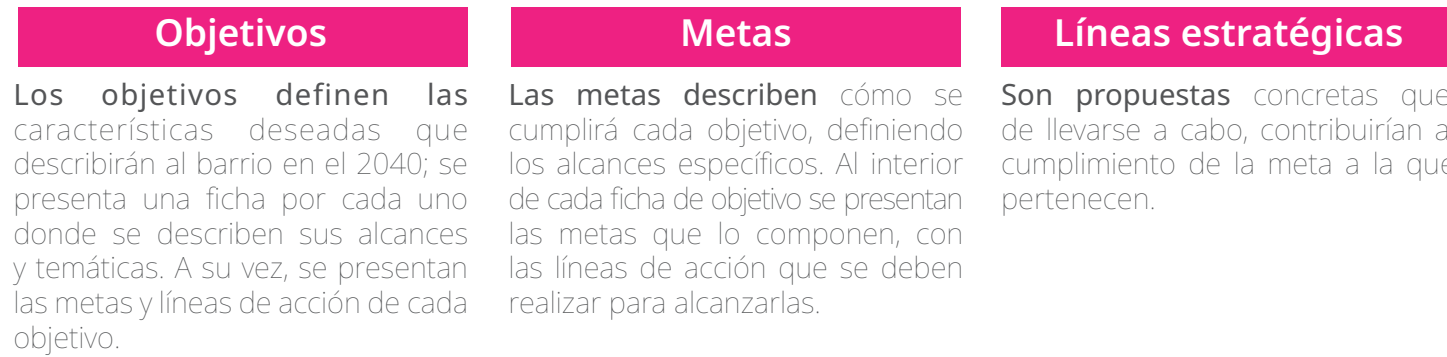 Objetivos
Los objetivos definen las
características deseadas que
describirán al barrio en el 2040; se
presenta una ficha por cada uno
donde se describen sus alcances
y temáticas. A su vez, se presentan
las metas y líneas de acción de cada
objetivo.
Metas
Las metas describen cómo se
cumplirá cada objetivo, definiendo
los alcances específicos. Al interior
de cada ficha de objetivo se presentan
las metas que lo componen, con
las líneas de acción que se deben
realizar para alcanzarlas.
Líneas estratégicas
Son propuestas concretas que
de llevarse a cabo, contribuirían a
cumplimiento de la meta a la que
pertenecen.